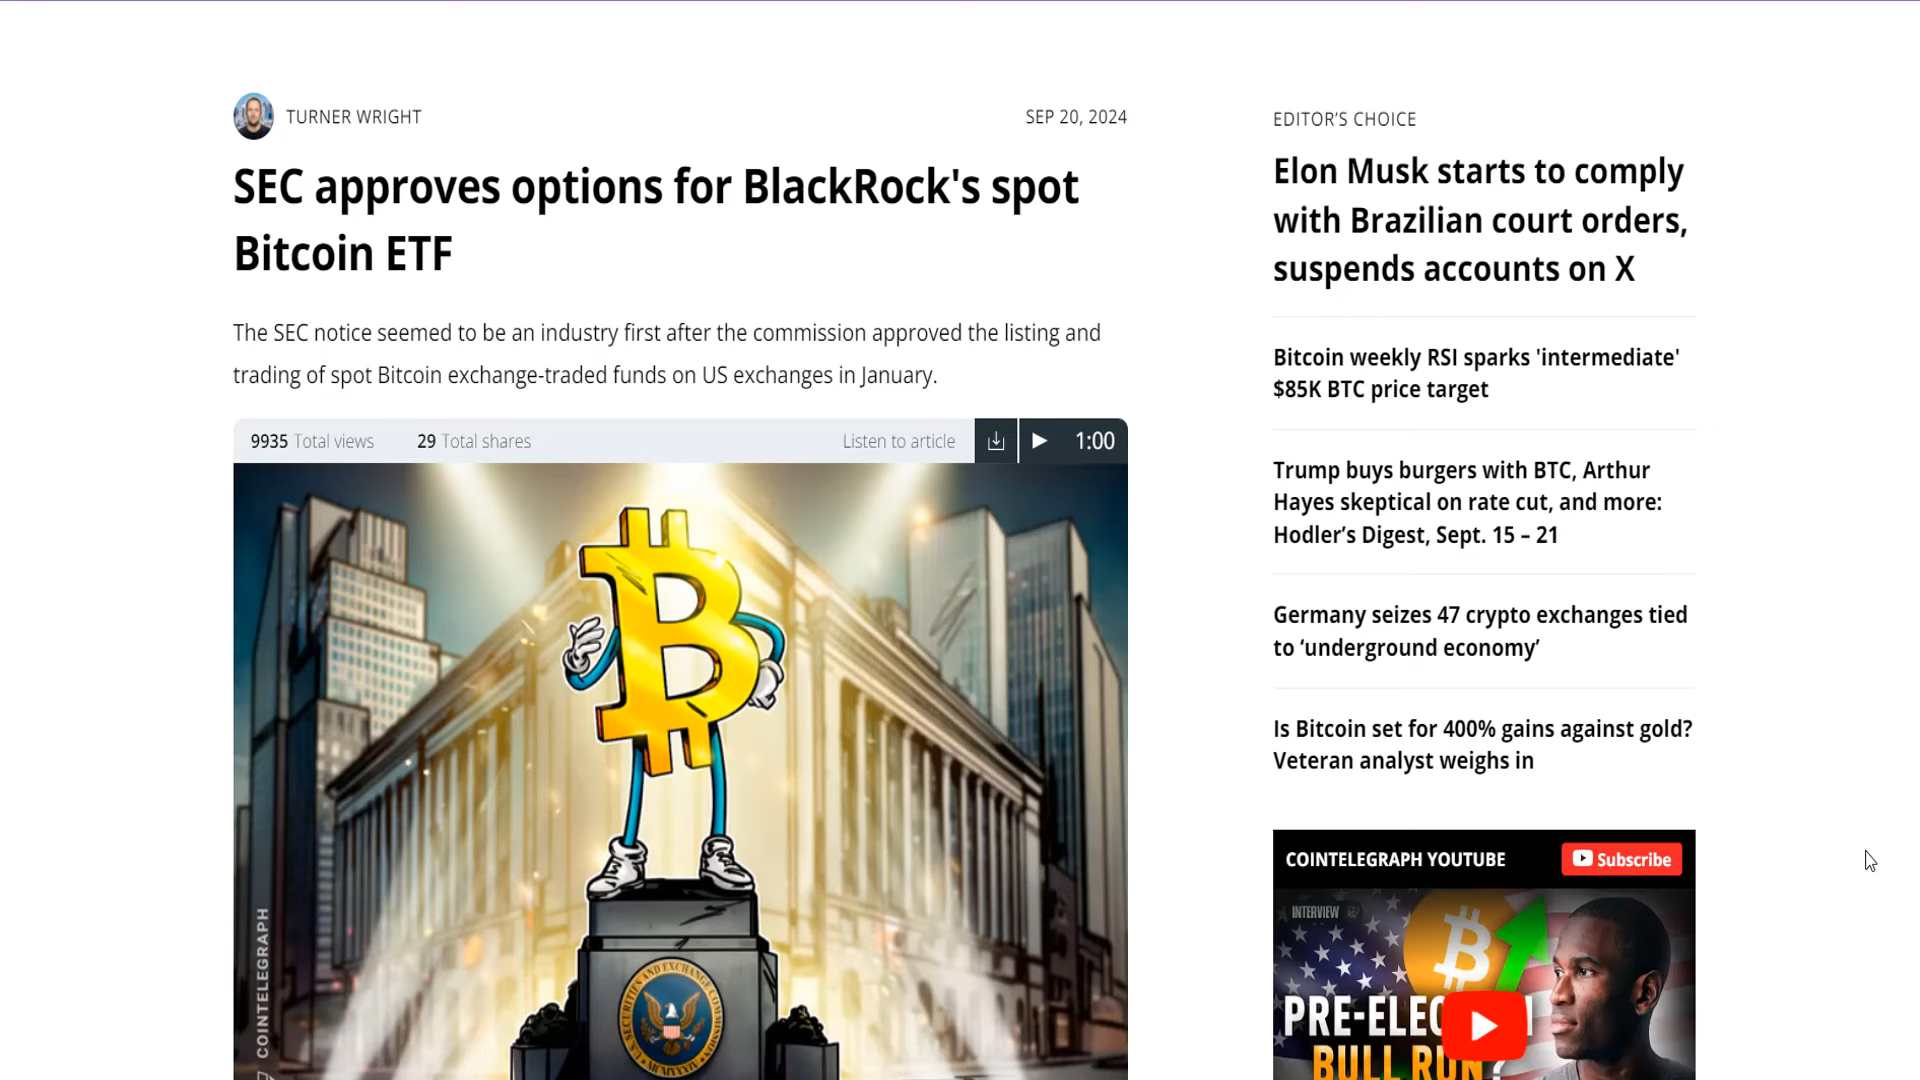 TURNER WRIGHT
SEP 20, 2024
SEC approves options for BlackRock's spot
Bitcoin ETF
The SEC notice seemed to be an industry first after the commission approved the listing and
trading of spot Bitcoin exchange-traded funds on US exchanges in January.
9935 Total views
29 Total shares
Listen to article
1:00
COINTELEGRAPH
U.S. SECURITIES AND EXCHANGE COMMISSION
MCMXXXIV
EDITOR’S CHOICE
Elon Musk starts to comply
with Brazilian court orders,
suspends accounts on X
Bitcoin weekly RSI sparks 'intermediate'
$85K BTC price target
Trump buys burgers with BTC, Arthur
Hayes skeptical on rate cut, and more:
Hodler’s Digest, Sept. 15 – 21
Germany seizes 47 crypto exchanges tied
to ‘underground economy’
Is Bitcoin set for 400% gains against gold?
Veteran analyst weighs in
COINTELEGRAPH YOUTUBE
Subscribe
INTERVIEW
BULL RUN?